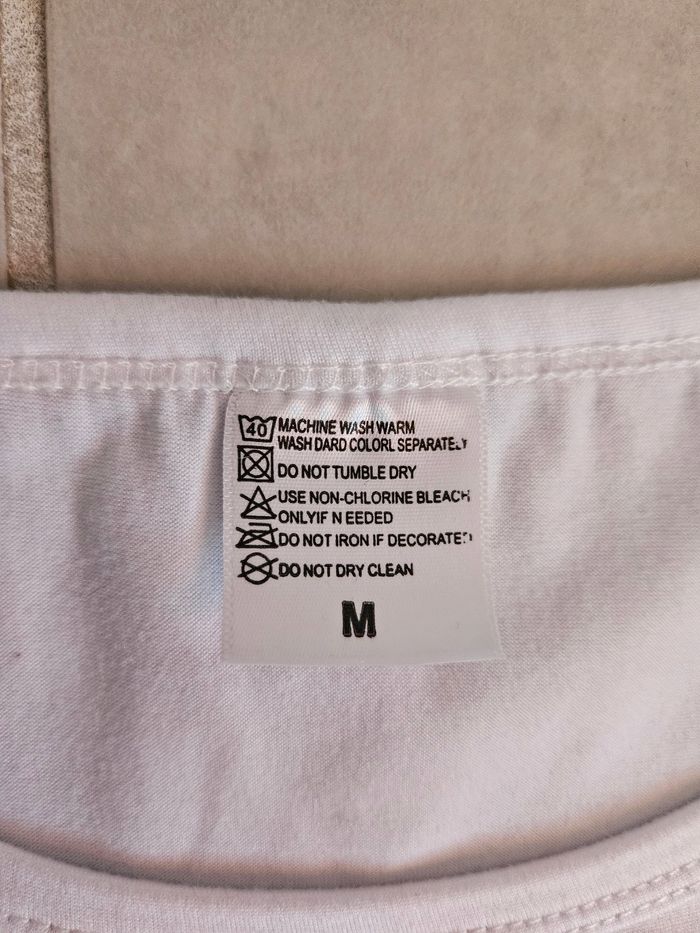 40 MACHINE WASH WARM
WASH DARD COLORL SEPARATELY
DO NOT TUMBLE DRY
USE NON-CHLORINE BLEACH
ONLYIF N EEDED
DO NOT IRON IF DECORATED
DO NOT DRY CLEAN
M